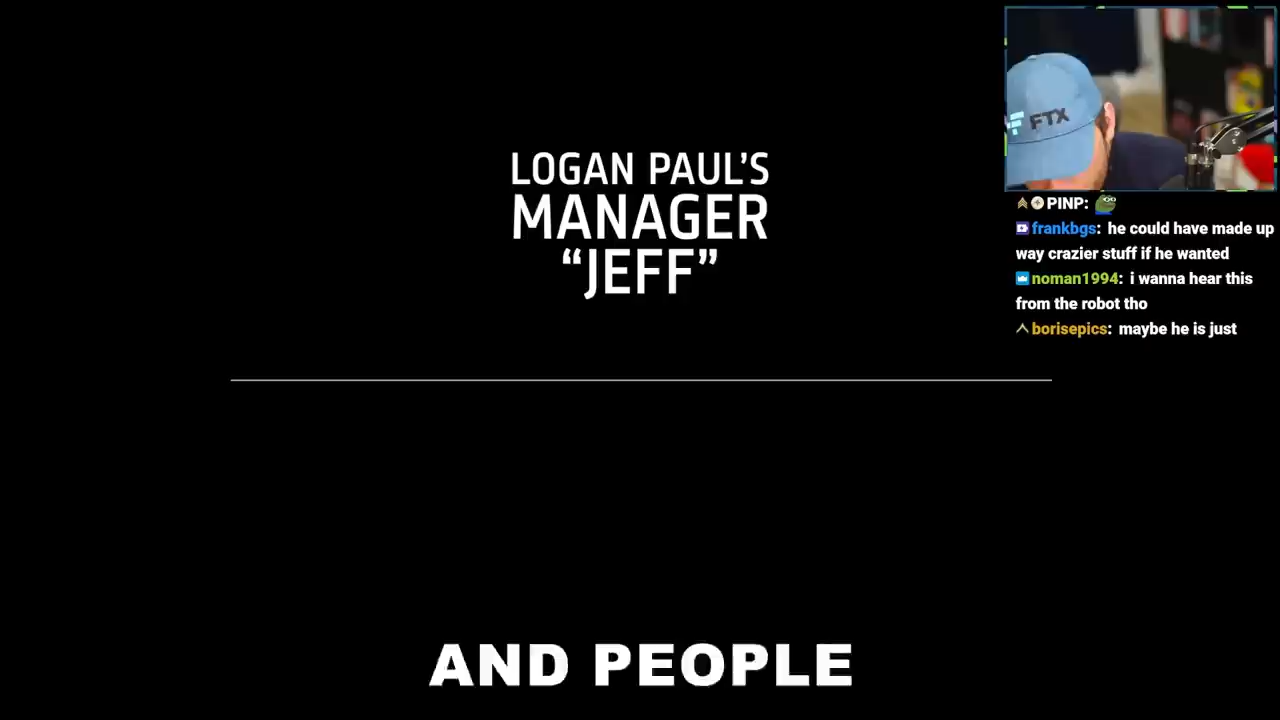 LOGAN PAUL’S
MANAGER
“JEFF”
AND PEOPLE
FTX
PINP:
frankbgs: he could have made up
way crazier stuff if he wanted
noman1994: i wanna hear this
from the robot tho
borisepics: maybe he is just